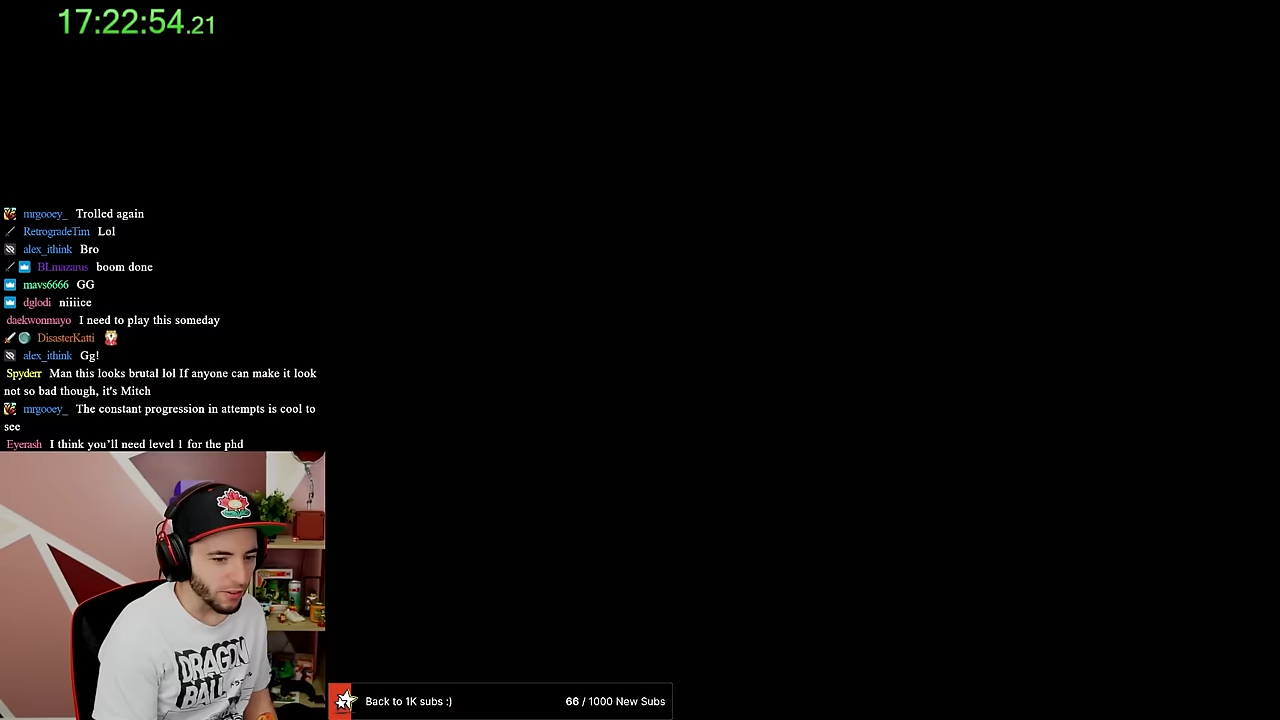 17:22:54.21
mrgooey_ Trolled again
RetrogradeTim Lol
alex_ithink Bro
BLmazarus boom done
mavs6666 GG
dglodi niiiice
daekwonmayo I need to play this someday
DisasterKatti
alex_ithink Gg!
Spyderr Man this looks brutal lol If anyone can make it look
not so bad though, it's Mitch
mrgooey_ The constant progression in attempts is cool to
see
Eyerash I think you'll need level 1 for the phd
DRAGON
BALL
Back to 1K subs :) 66 / 1000 New Subs